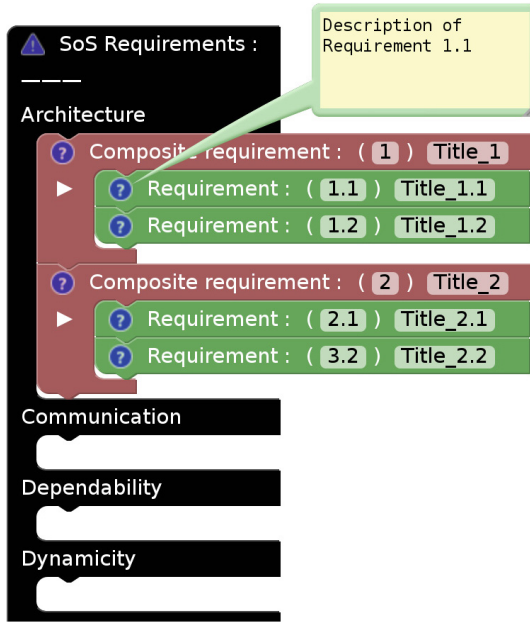 Description of
Requirement 1.1
SoS Requirements :
———
Architecture
? Composite requirement : ( 1 ) Title_1
? Requirement : ( 1.1 ) Title_1.1
? Requirement : ( 1.2 ) Title_1.2
? Composite requirement : ( 2 ) Title_2
? Requirement : ( 2.1 ) Title_2.1
? Requirement : ( 3.2 ) Title_2.2
Communication
Dependability
Dynamicity